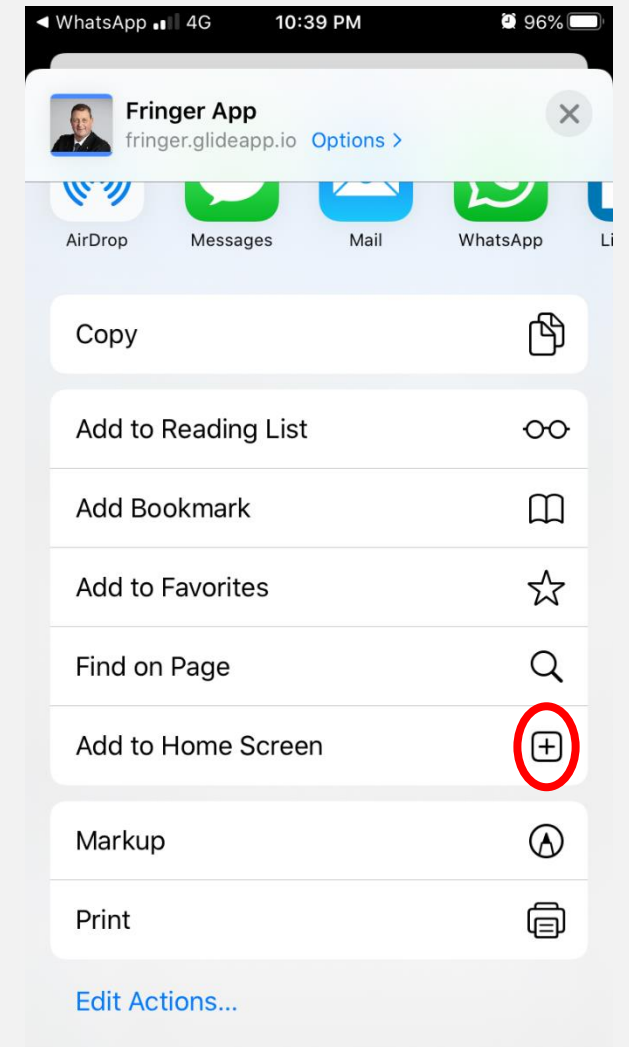 WhatsApp 4G 10:39 PM 96%
Fringer App
fringer.glideapp.io Options >
AirDrop Messages Mail WhatsApp Li
Copy
Add to Reading List
Add Bookmark
Add to Favorites
Find on Page
Add to Home Screen
Markup
Print
Edit Actions...